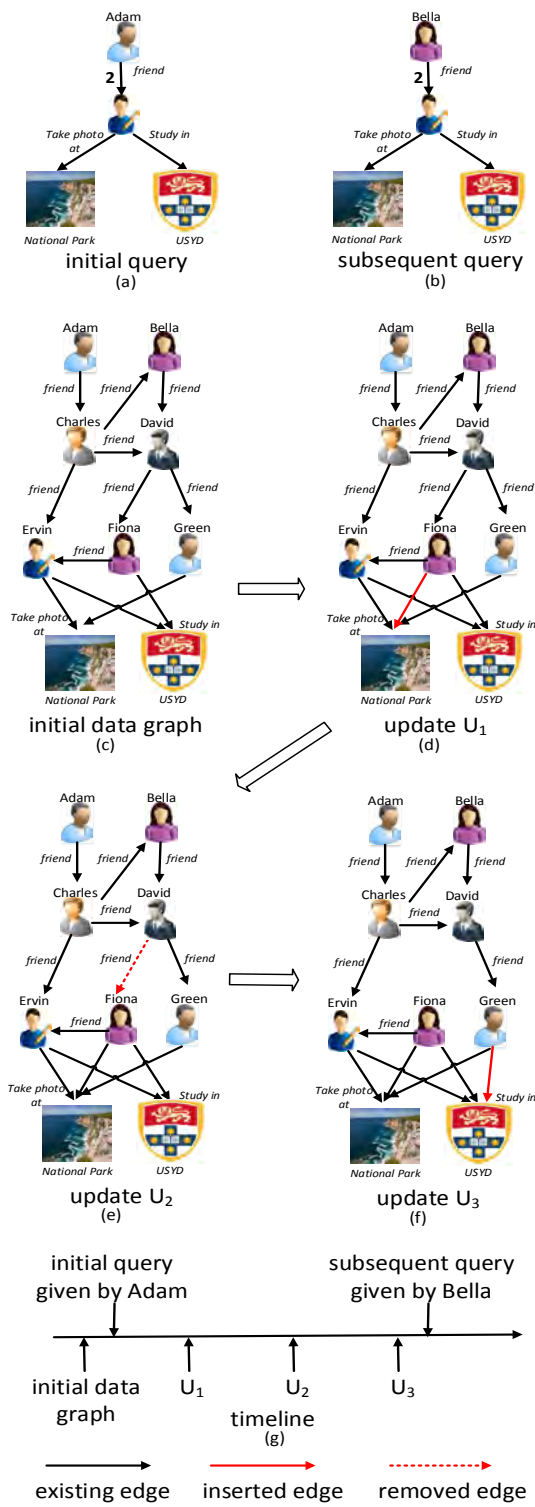 Adam
Bella
2 friend
2 friend
Take photo at
Study in
Take photo at
Study in
National Park
USYD
National Park
USYD
initial query
subsequent query
(a)
(b)
Adam
Bella
friend
friend
friend
Charles
David
friend
friend
friend
friend
Ervin
Fiona
Green
friend
Take photo at
Study in
National Park
USYD
initial data graph
(c)
Adam
Bella
friend
friend
friend
Charles
David
friend
friend
friend
friend
Ervin
Fiona
Green
friend
Take photo at
Study in
National Park
USYD
update U1
(d)
Adam
Bella
friend
friend
friend
Charles
David
friend
friend
friend
friend
Ervin
Fiona
Green
friend
Take photo at
Study in
National Park
USYD
update U2
(e)
Adam
Bella
friend
friend
friend
Charles
David
friend
friend
friend
Ervin
Fiona
Green
friend
Take photo at
Study in
National Park
USYD
update U3
(f)
initial query
given by Adam
subsequent query
given by Bella
initial data
graph
U1
U2
U3
timeline
(g)
existing edge
inserted edge
removed edge